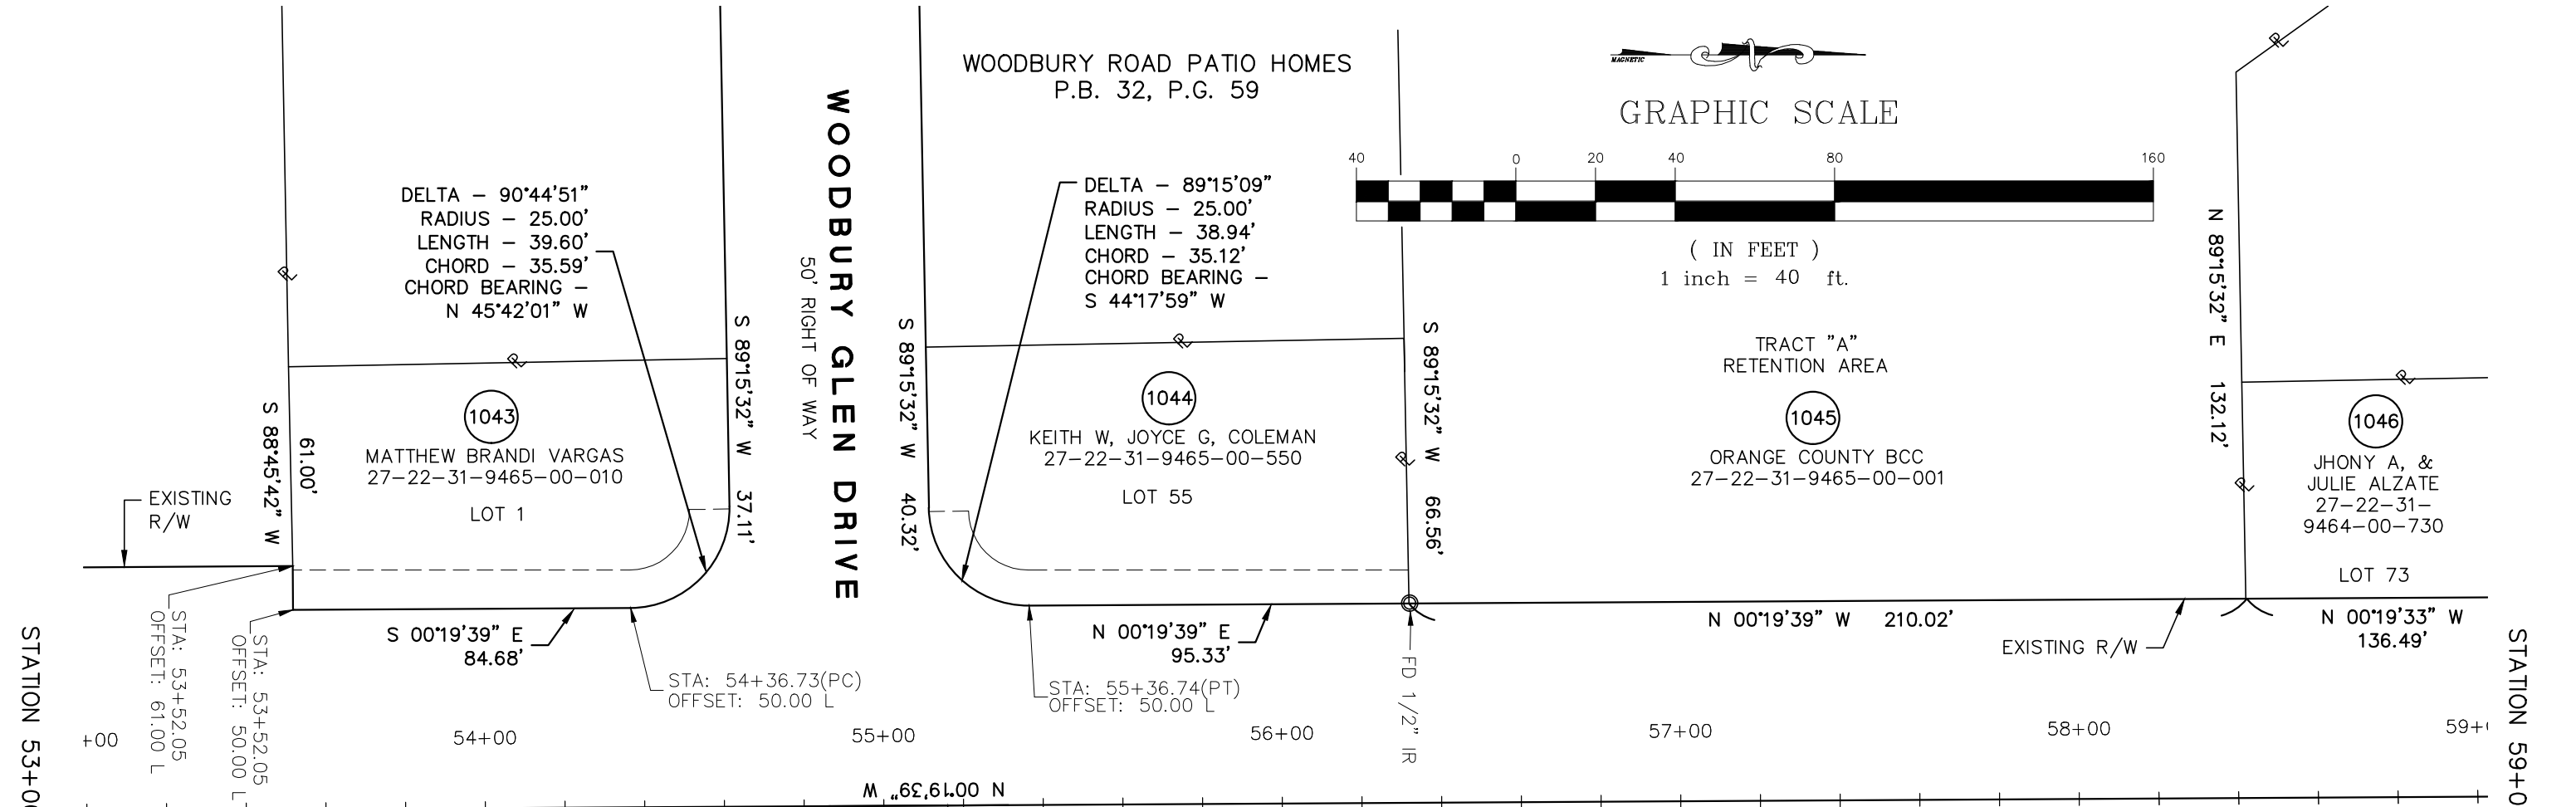 WOODBURY ROAD PATIO HOMES
P.B. 32, P.G. 59
MAGNETIC
GRAPHIC SCALE
40 0 20 40 80 160
( IN FEET )
1 inch = 40 ft.
DELTA – 90°44'51"
RADIUS – 25.00'
LENGTH – 39.60'
CHORD – 35.59'
CHORD BEARING –
N 45°42'01" W
WOODBURY GLEN DRIVE
50' RIGHT OF WAY
DELTA – 89°15'09"
RADIUS – 25.00'
LENGTH – 38.94'
CHORD – 35.12'
CHORD BEARING –
S 44°17'59" W
PL
PL
PL
PL
PL
PL
PL
S 88°45'42" W
61.00'
1043
MATTHEW BRANDI VARGAS
27–22–31–9465–00–010
LOT 1
S 89°15'32" W 37.11'
S 89°15'32" W 40.32'
1044
KEITH W, JOYCE G, COLEMAN
27–22–31–9465–00–550
LOT 55
S 89°15'32" W 66.56'
TRACT "A"
RETENTION AREA
1045
ORANGE COUNTY BCC
27–22–31–9465–00–001
N 89°15'32" E 132.12'
1046
JHONY A, &
JULIE ALZATE
27–22–31–
9464–00–730
LOT 73
EXISTING
R/W
STA: 53+52.05
OFFSET: 61.00 L
STA: 53+52.05
OFFSET: 50.00 L
S 00°19'39" E
84.68'
STA: 54+36.73(PC)
OFFSET: 50.00 L
N 00°19'39" E
95.33'
STA: 55+36.74(PT)
OFFSET: 50.00 L
FD 1/2" IR
N 00°19'39" W 210.02'
EXISTING R/W
N 00°19'33" W
136.49'
STATION 53+0
STATION 59+0
+00 54+00 55+00 56+00 57+00 58+00 59+
N 00°19'39" W